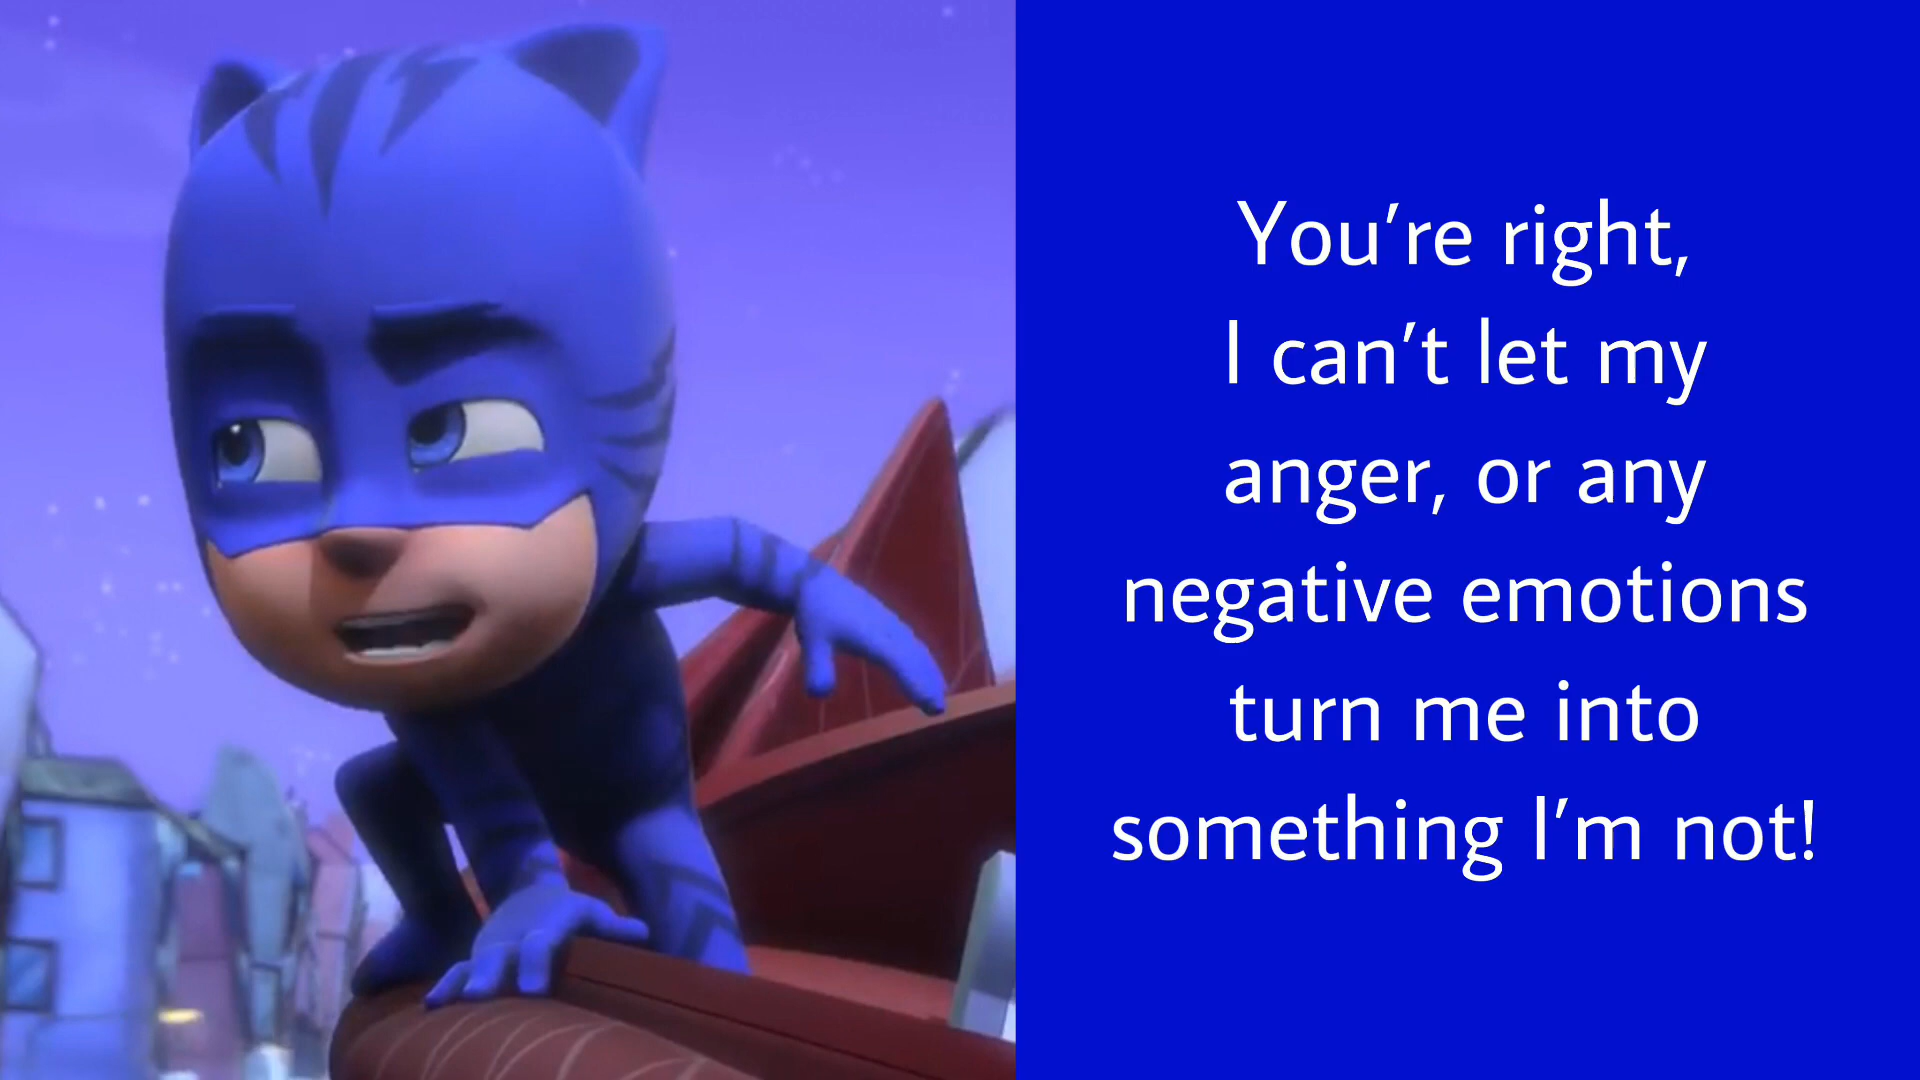 You're right,
I can't let my
anger, or any
negative emotions
turn me into
something I'm not!